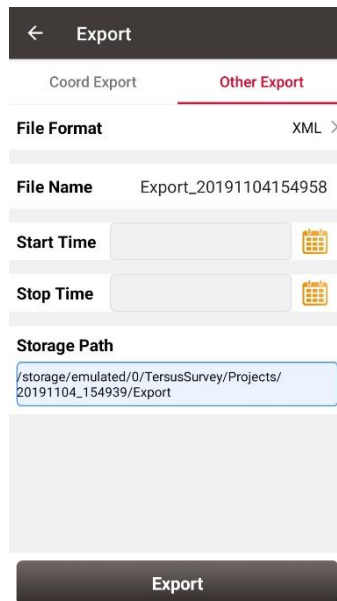 Export
Coord Export Other Export
File Format XML
File Name Export_20191104154958
Start Time
Stop Time
Storage Path
/storage/emulated/0/TersusSurvey/Projects/
20191104_154939/Export
Export